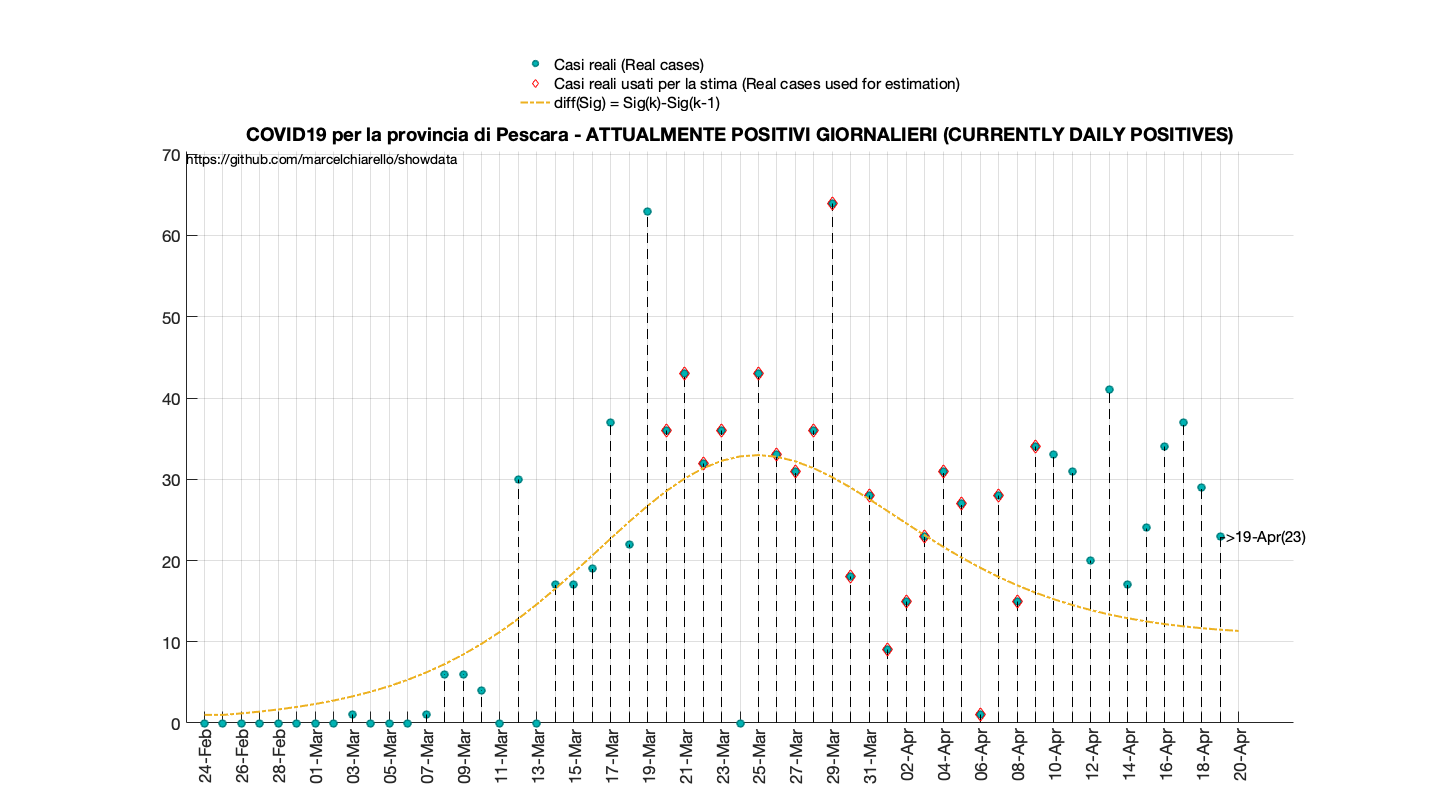 Casi reali (Real cases)
Casi reali usati per la stima (Real cases used for estimation)
diff(Sig) = Sig(k)-Sig(k-1)
COVID19 per la provincia di Pescara - ATTUALMENTE POSITIVI GIORNALIERI (CURRENTLY DAILY POSITIVES)
https://github.com/marcelchiarello/showdata
70
60
50
40
30
20
10
0
->19-Apr(23)
24-Feb
26-Feb
28-Feb
01-Mar
03-Mar
05-Mar
07-Mar
09-Mar
11-Mar
13-Mar
15-Mar
17-Mar
19-Mar
21-Mar
23-Mar
25-Mar
27-Mar
29-Mar
31-Mar
02-Apr
04-Apr
06-Apr
08-Apr
10-Apr
12-Apr
14-Apr
16-Apr
18-Apr
20-Apr